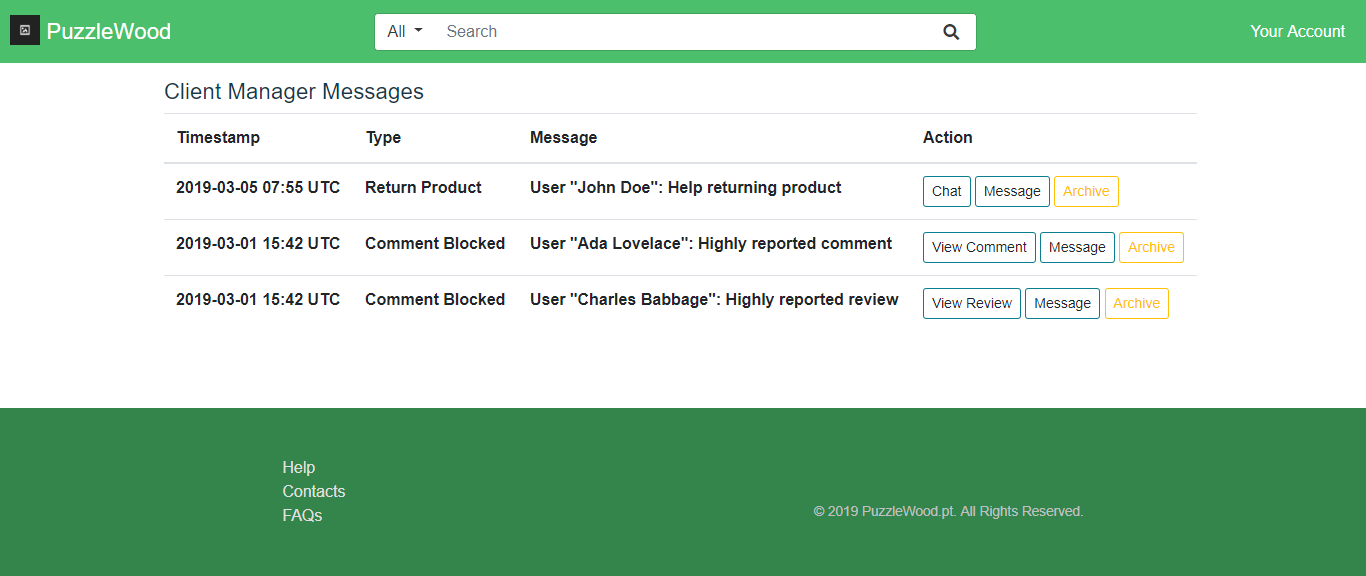 PuzzleWood All Search Your Account
Client Manager Messages
Timestamp Type Message Action
2019-03-05 07:55 UTC Return Product User "John Doe": Help returning product Chat Message Archive
2019-03-01 15:42 UTC Comment Blocked User "Ada Lovelace": Highly reported comment View Comment Message Archive
2019-03-01 15:42 UTC Comment Blocked User "Charles Babbage": Highly reported review View Review Message Archive
Help
Contacts
FAQs
© 2019 PuzzleWood.pt. All Rights Reserved.